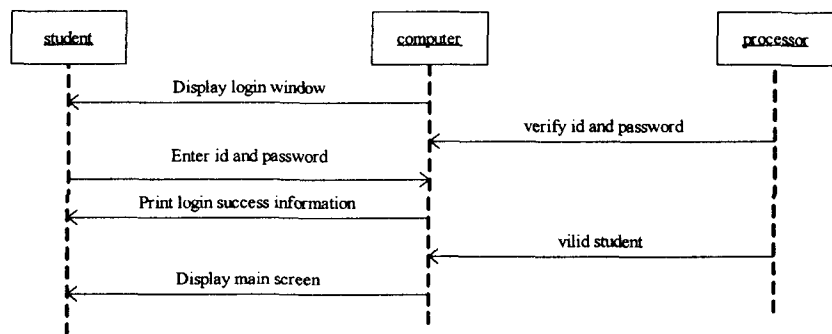 student
computer
processor
Display login window
verify id and password
Enter id and password
Print login success information
vilid student
Display main screen